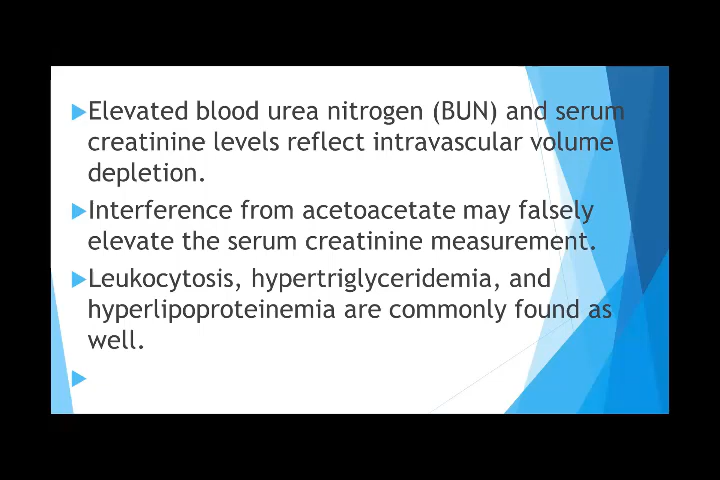 Elevated blood urea nitrogen (BUN) and serum
creatinine levels reflect intravascular volume
depletion.
Interference from acetoacetate may falsely
elevate the serum creatinine measurement.
Leukocytosis, hypertriglyceridemia, and
hyperlipoproteinemia are commonly found as
well.